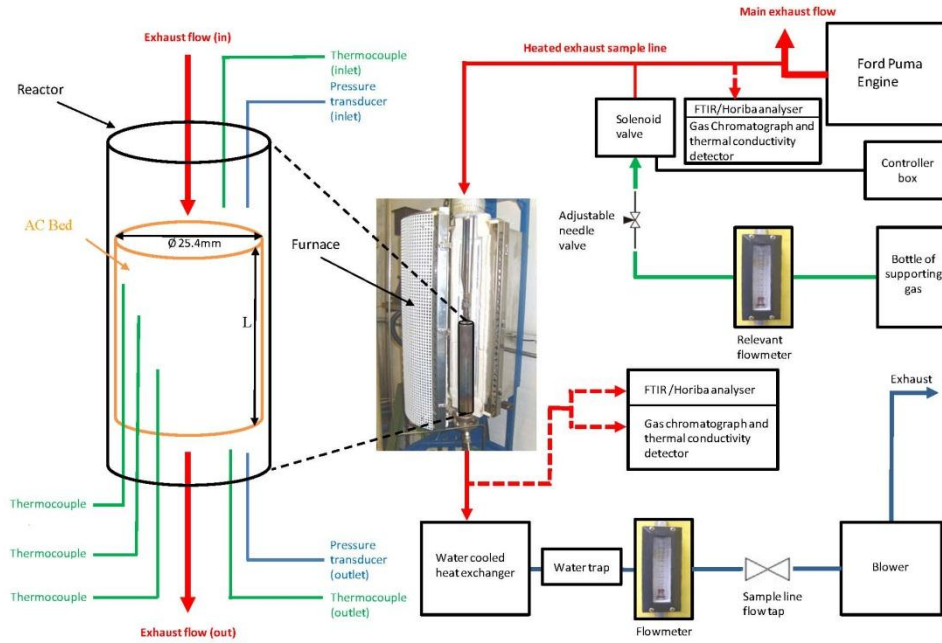 Exhaust flow (in)
Thermocouple
(inlet)
Pressure
transducer
(inlet)
Reactor
AC Bed
Ø 25.4mm
L
Furnace
Thermocouple
Thermocouple
Thermocouple
Pressure
transducer
(outlet)
Thermocouple
(outlet)
Exhaust flow (out)
Main exhaust flow
Heated exhaust sample line
Ford Puma
Engine
Solenoid
valve
FTIR/Horiba analyser
Gas Chromatograph and
thermal conductivity
detector
Controller
box
Adjustable
needle
valve
Relevant
flowmeter
Bottle of
supporting
gas
FTIR /Horiba analyser
Gas chromatograph and
thermal conductivity
detector
Exhaust
Water cooled
heat exchanger
Water trap
Flowmeter
Sample line
flow tap
Blower